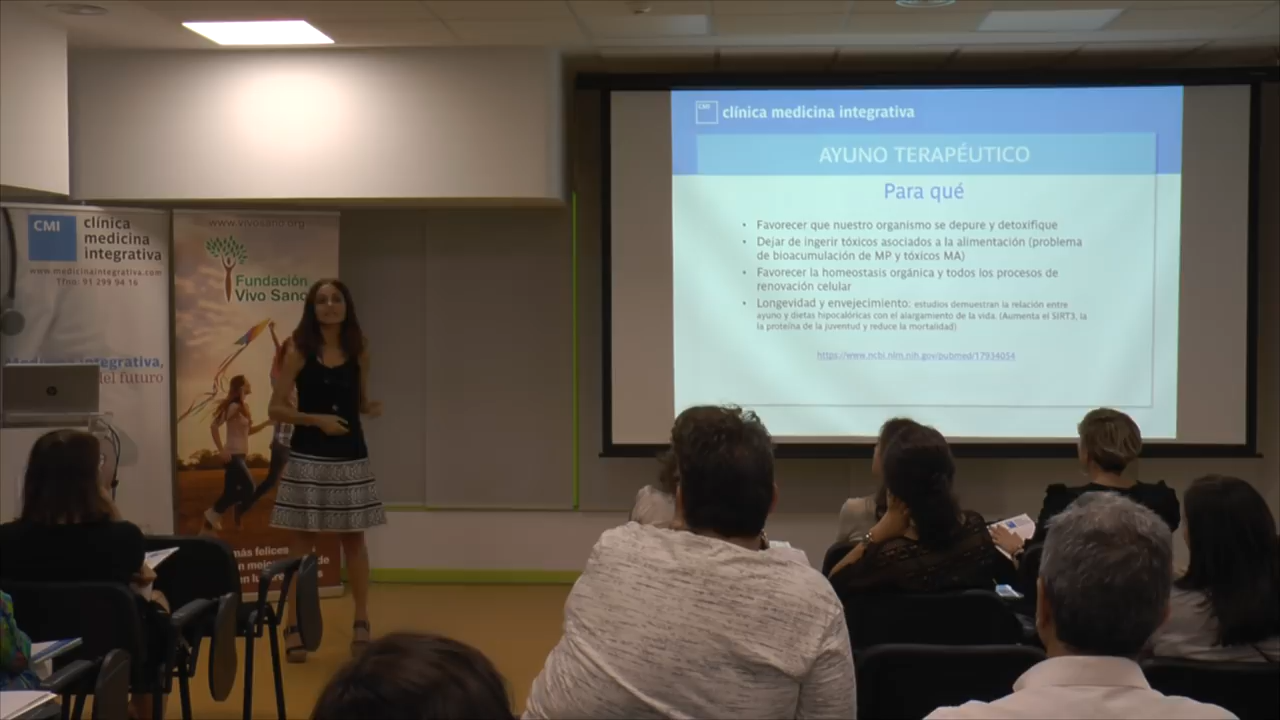 CMI
clínica medicina integrativa
AYUNO TERAPÉUTICO
Para qué
• Favorecer que nuestro organismo se depure y detoxifique
• Dejar de ingerir tóxicos asociados a la alimentación (problema
de bioacumulación de MP y tóxicos MA)
• Favorecer la homeostasis orgánica y todos los procesos de
renovación celular
• Longevidad y envejecimiento: estudios demuestran la relación entre
ayuno y dietas hipocalóricas con el alargamiento de la vida. (Aumenta el SIRT3, la
la proteína de la juventud y reduce la mortalidad)
https://www.ncbi.nlm.nih.gov/pubmed/17934054
CMI
clínica
medicina
integrativa
www.medicinaintegrativa.com
Tfno. 91 299 94 16
Medicina integrativa,
del futuro
www.vivosano.org
Fundación
Vivo Sano
más felices